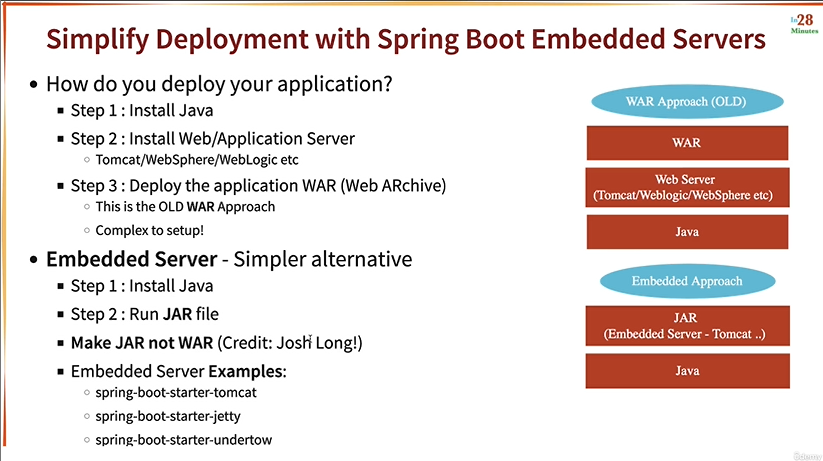 In28
Minutes
Simplify Deployment with Spring Boot Embedded Servers
How do you deploy your application?
Step 1 : Install Java
Step 2 : Install Web/Application Server
Tomcat/WebSphere/WebLogic etc
Step 3 : Deploy the application WAR (Web ARchive)
This is the OLD WAR Approach
Complex to setup!
Embedded Server - Simpler alternative
Step 1 : Install Java
Step 2 : Run JAR file
Make JAR not WAR (Credit: Josh Long!)
Embedded Server Examples:
spring-boot-starter-tomcat
spring-boot-starter-jetty
spring-boot-starter-undertow
WAR Approach (OLD)
WAR
Web Server
(Tomcat/Weblogic/WebSphere etc)
Java
Embedded Approach
JAR
(Embedded Server - Tomcat ..)
Java
Udemy